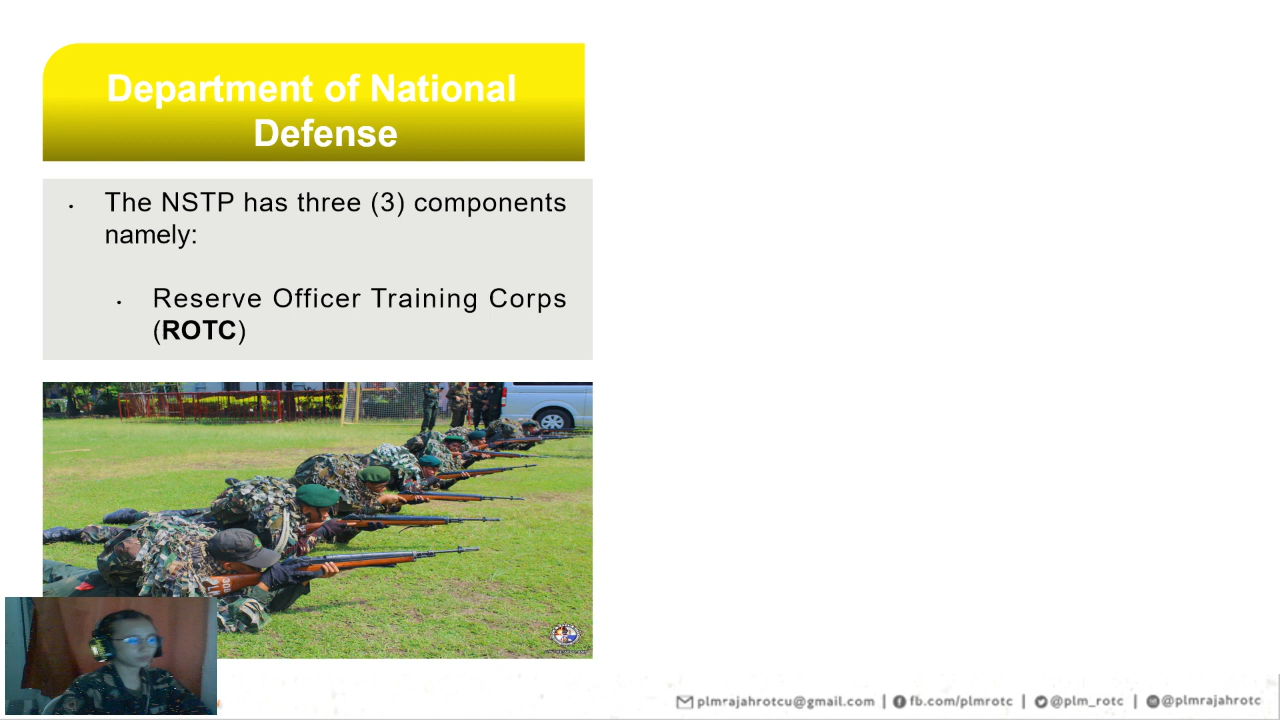 Department of National
Defense
• The NSTP has three (3) components
namely:
• Reserve Officer Training Corps
(ROTC)
plmrajahrotcu@gmail.com | fb.com/plmrotc | @plm_rotc | @plmrajahrotc